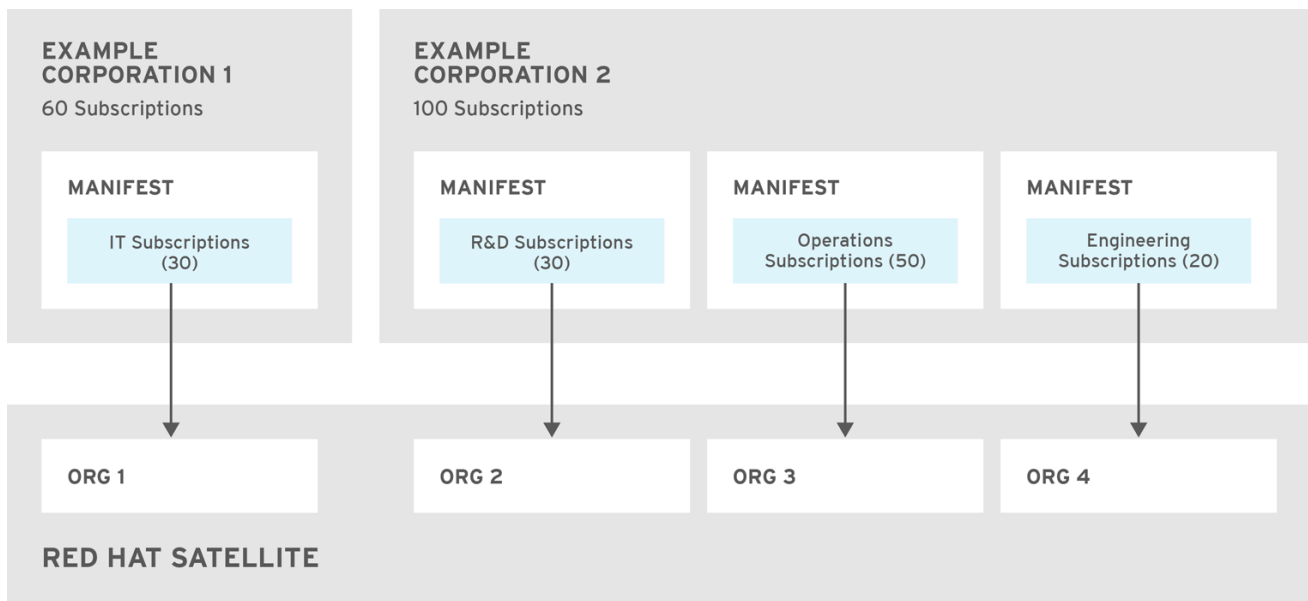 EXAMPLE
CORPORATION 1
60 Subscriptions
MANIFEST
IT Subscriptions
(30)
EXAMPLE
CORPORATION 2
100 Subscriptions
MANIFEST
R&D Subscriptions
(30)
MANIFEST
Operations
Subscriptions (50)
MANIFEST
Engineering
Subscriptions (20)
ORG 1
ORG 2
ORG 3
ORG 4
RED HAT SATELLITE